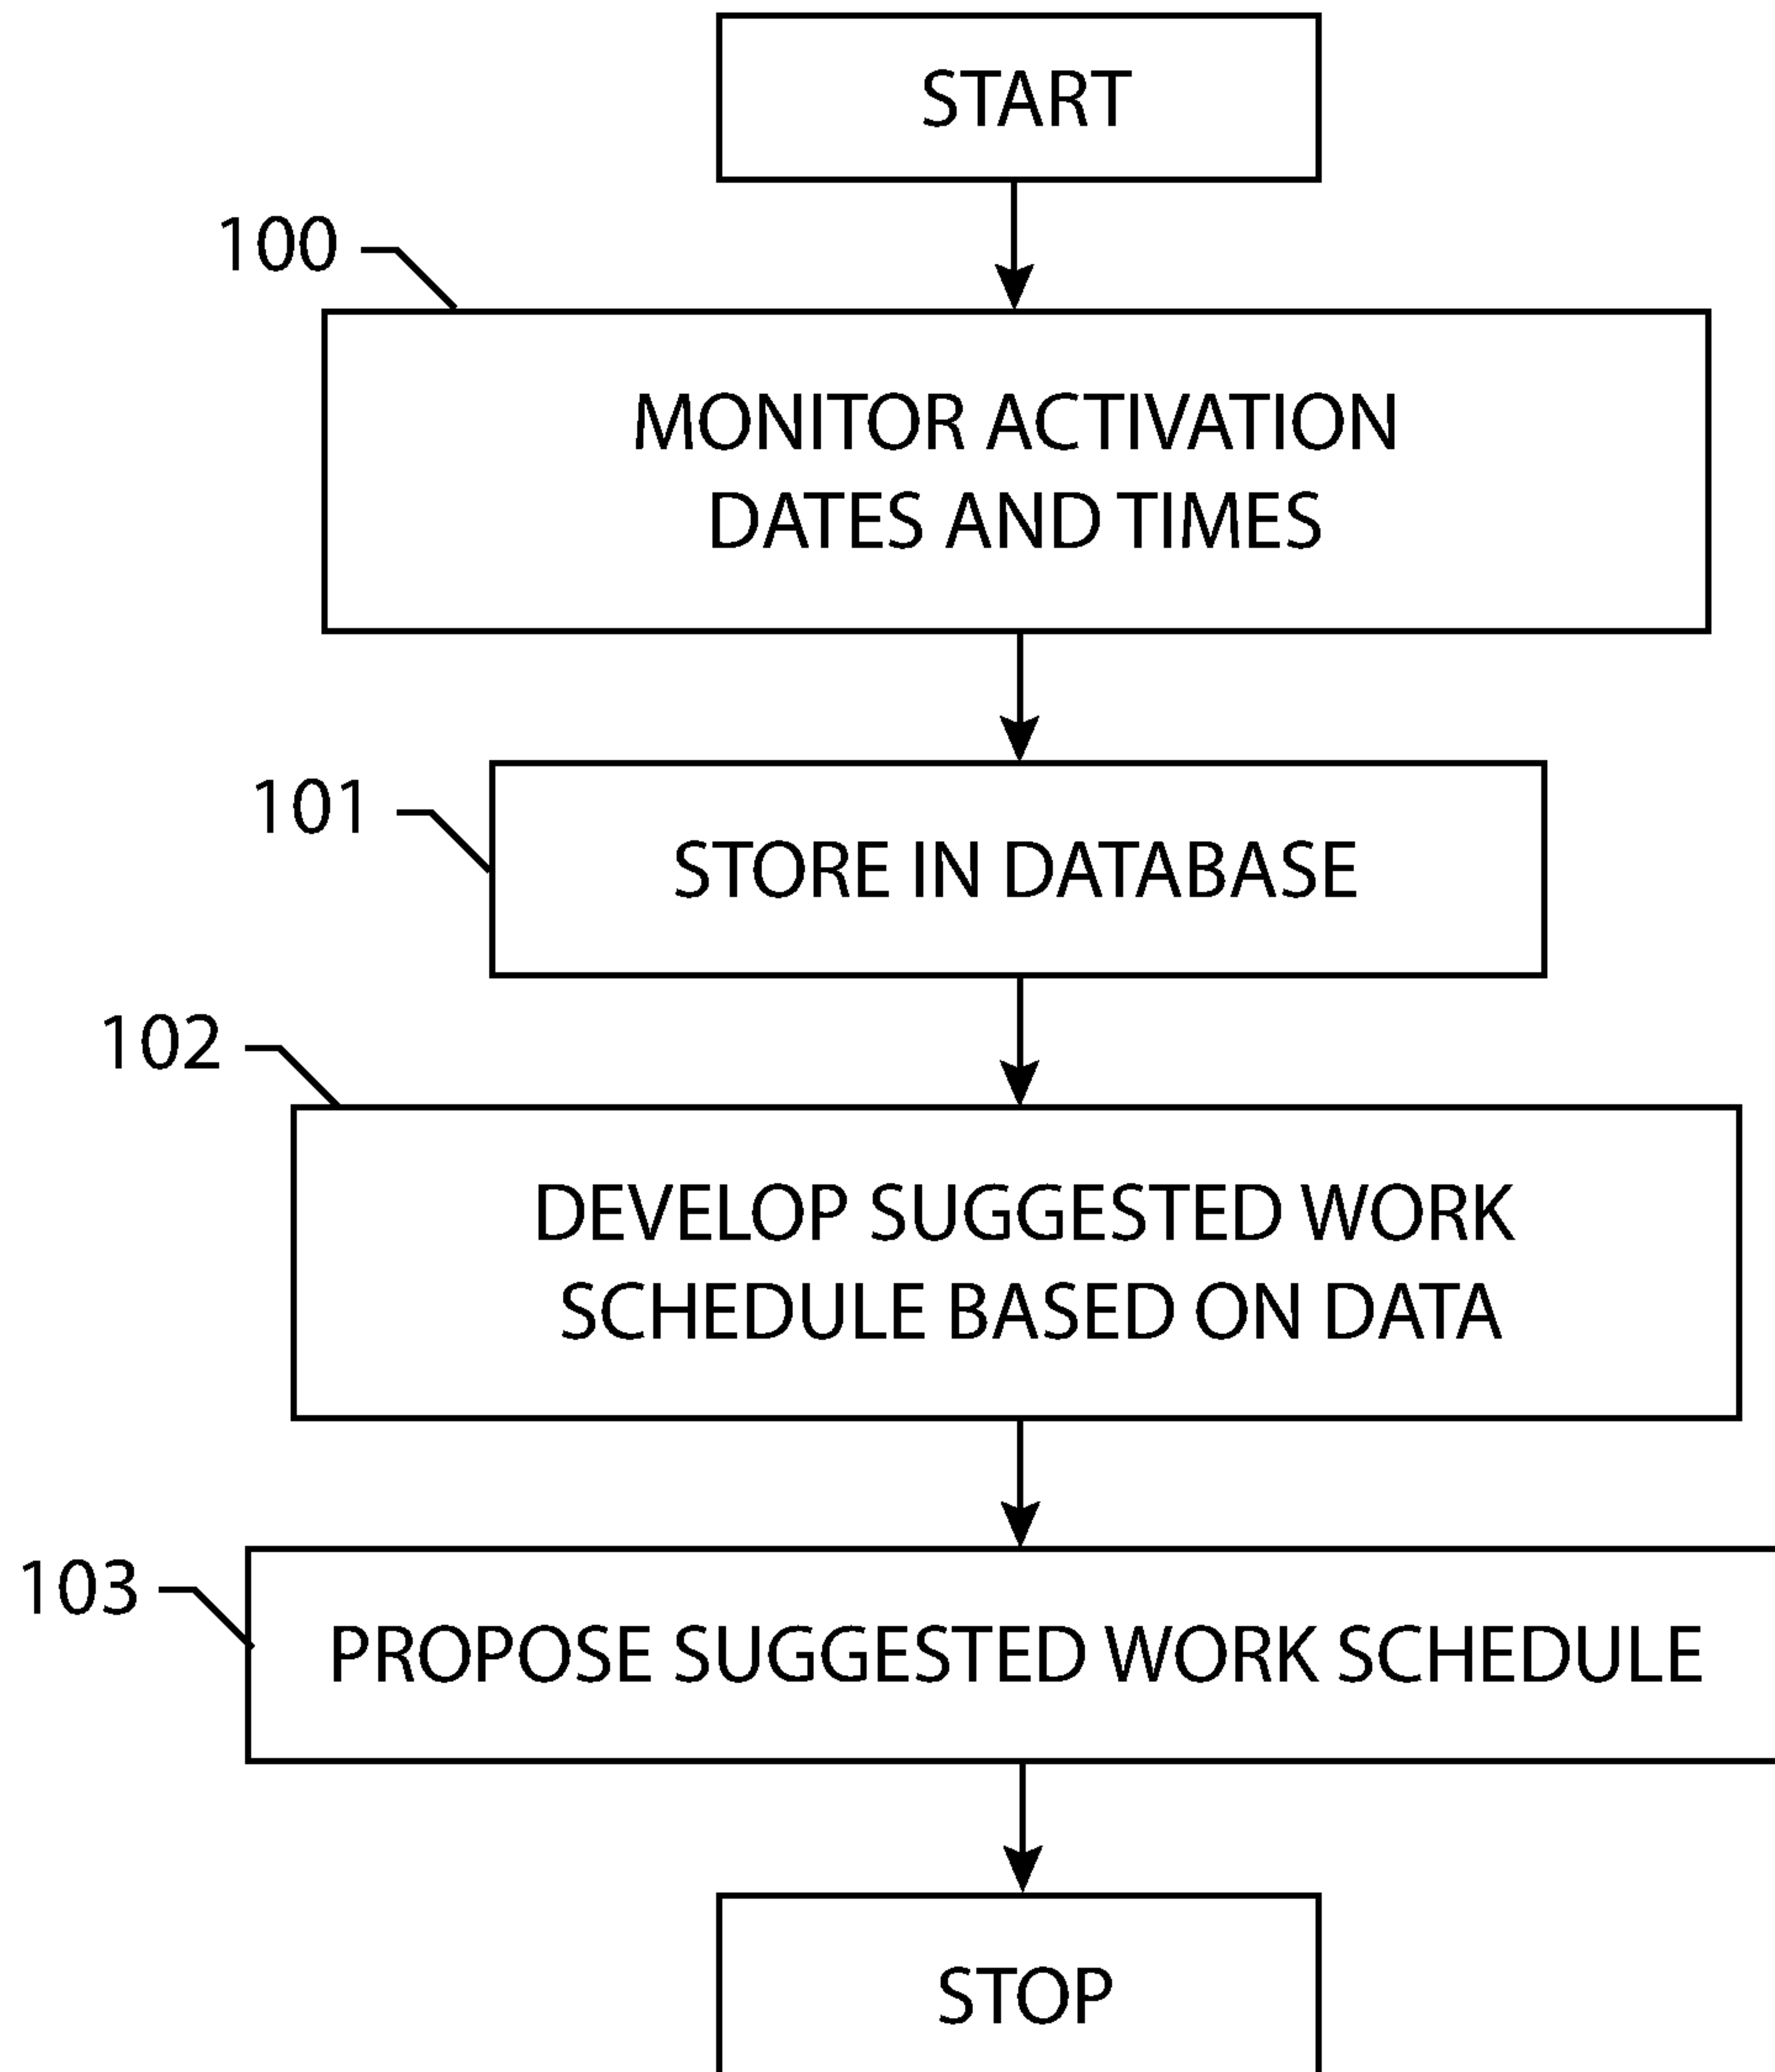 START
100
MONITOR ACTIVATION
DATES AND TIMES
101
STORE IN DATABASE
102
DEVELOP SUGGESTED WORK
SCHEDULE BASED ON DATA
103
PROPOSE SUGGESTED WORK SCHEDULE
STOP